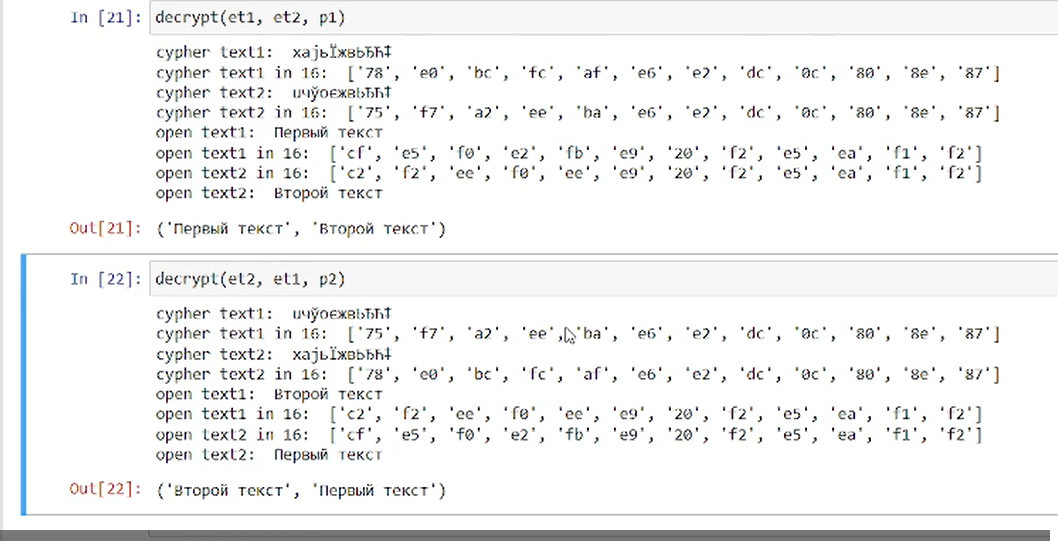 In [21]: decrypt(et1, et2, p1)
cypher text1:  xајьЇжвЬЂЋ‡
cypher text1 in 16:  ['78', 'e0', 'bc', 'fc', 'af', 'e6', 'e2', 'dc', '0c', '80', '8e', '87']
cypher text2:  uчўоєжвЬЂЋ‡
cypher text2 in 16:  ['75', 'f7', 'a2', 'ee', 'ba', 'e6', 'e2', 'dc', '0c', '80', '8e', '87']
open text1:  Первый текст
open text1 in 16:  ['cf', 'e5', 'f0', 'e2', 'fb', 'e9', '20', 'f2', 'e5', 'ea', 'f1', 'f2']
open text2 in 16:  ['c2', 'f2', 'ee', 'f0', 'ee', 'e9', '20', 'f2', 'e5', 'ea', 'f1', 'f2']
open text2:  Второй текст
Out[21]: ('Первый текст', 'Второй текст')
In [22]: decrypt(et2, et1, p2)
cypher text1:  uчўоєжвЬЂЋ‡
cypher text1 in 16:  ['75', 'f7', 'a2', 'ee', 'ba', 'e6', 'e2', 'dc', '0c', '80', '8e', '87']
cypher text2:  xајьЇжвЬЂЋ‡
cypher text2 in 16:  ['78', 'e0', 'bc', 'fc', 'af', 'e6', 'e2', 'dc', '0c', '80', '8e', '87']
open text1:  Второй текст
open text1 in 16:  ['c2', 'f2', 'ee', 'f0', 'ee', 'e9', '20', 'f2', 'e5', 'ea', 'f1', 'f2']
open text2 in 16:  ['cf', 'e5', 'f0', 'e2', 'fb', 'e9', '20', 'f2', 'e5', 'ea', 'f1', 'f2']
open text2:  Первый текст
Out[22]: ('Второй текст', 'Первый текст')